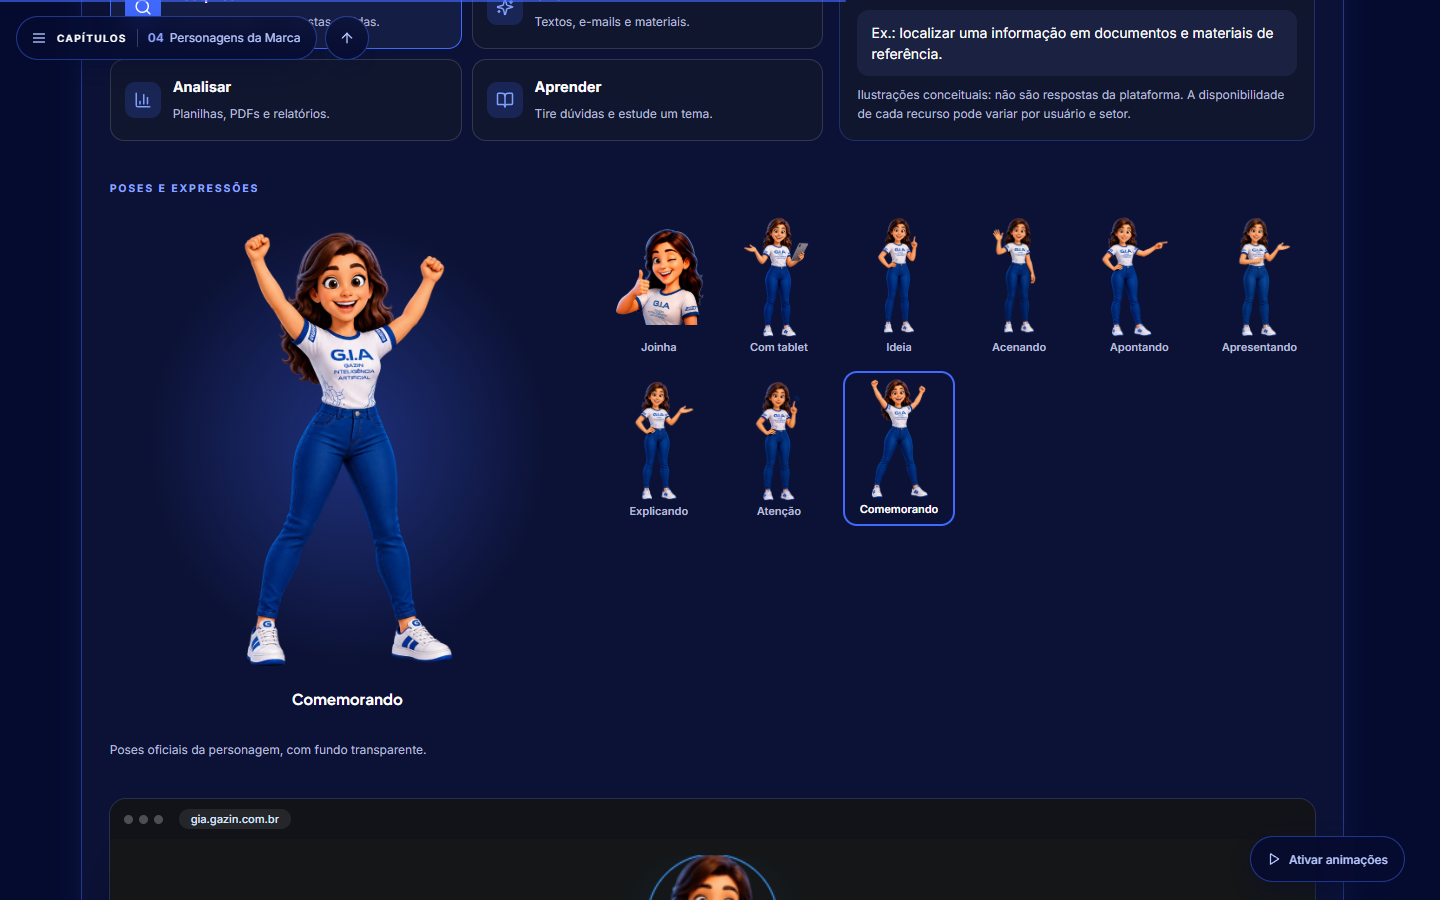 CAPÍTULOS
04 Personagens da Marca
Textos, e-mails e materiais.
Ex.: localizar uma informação em documentos e materiais de
referência.
Analisar
Planilhas, PDFs e relatórios.
Aprender
Tire dúvidas e estude um tema.
Ilustrações conceituais: não são respostas da plataforma. A disponibilidade
de cada recurso pode variar por usuário e setor.
POSES E EXPRESSÕES
G.I.A
GAZIN
INTELIGÊNCIA
ARTIFICIAL
Joinha
Com tablet
Ideia
Acenando
Apontando
Apresentando
Explicando
Atenção
Comemorando
Comemorando
Poses oficiais da personagem, com fundo transparente.
gia.gazin.com.br
Ativar animações